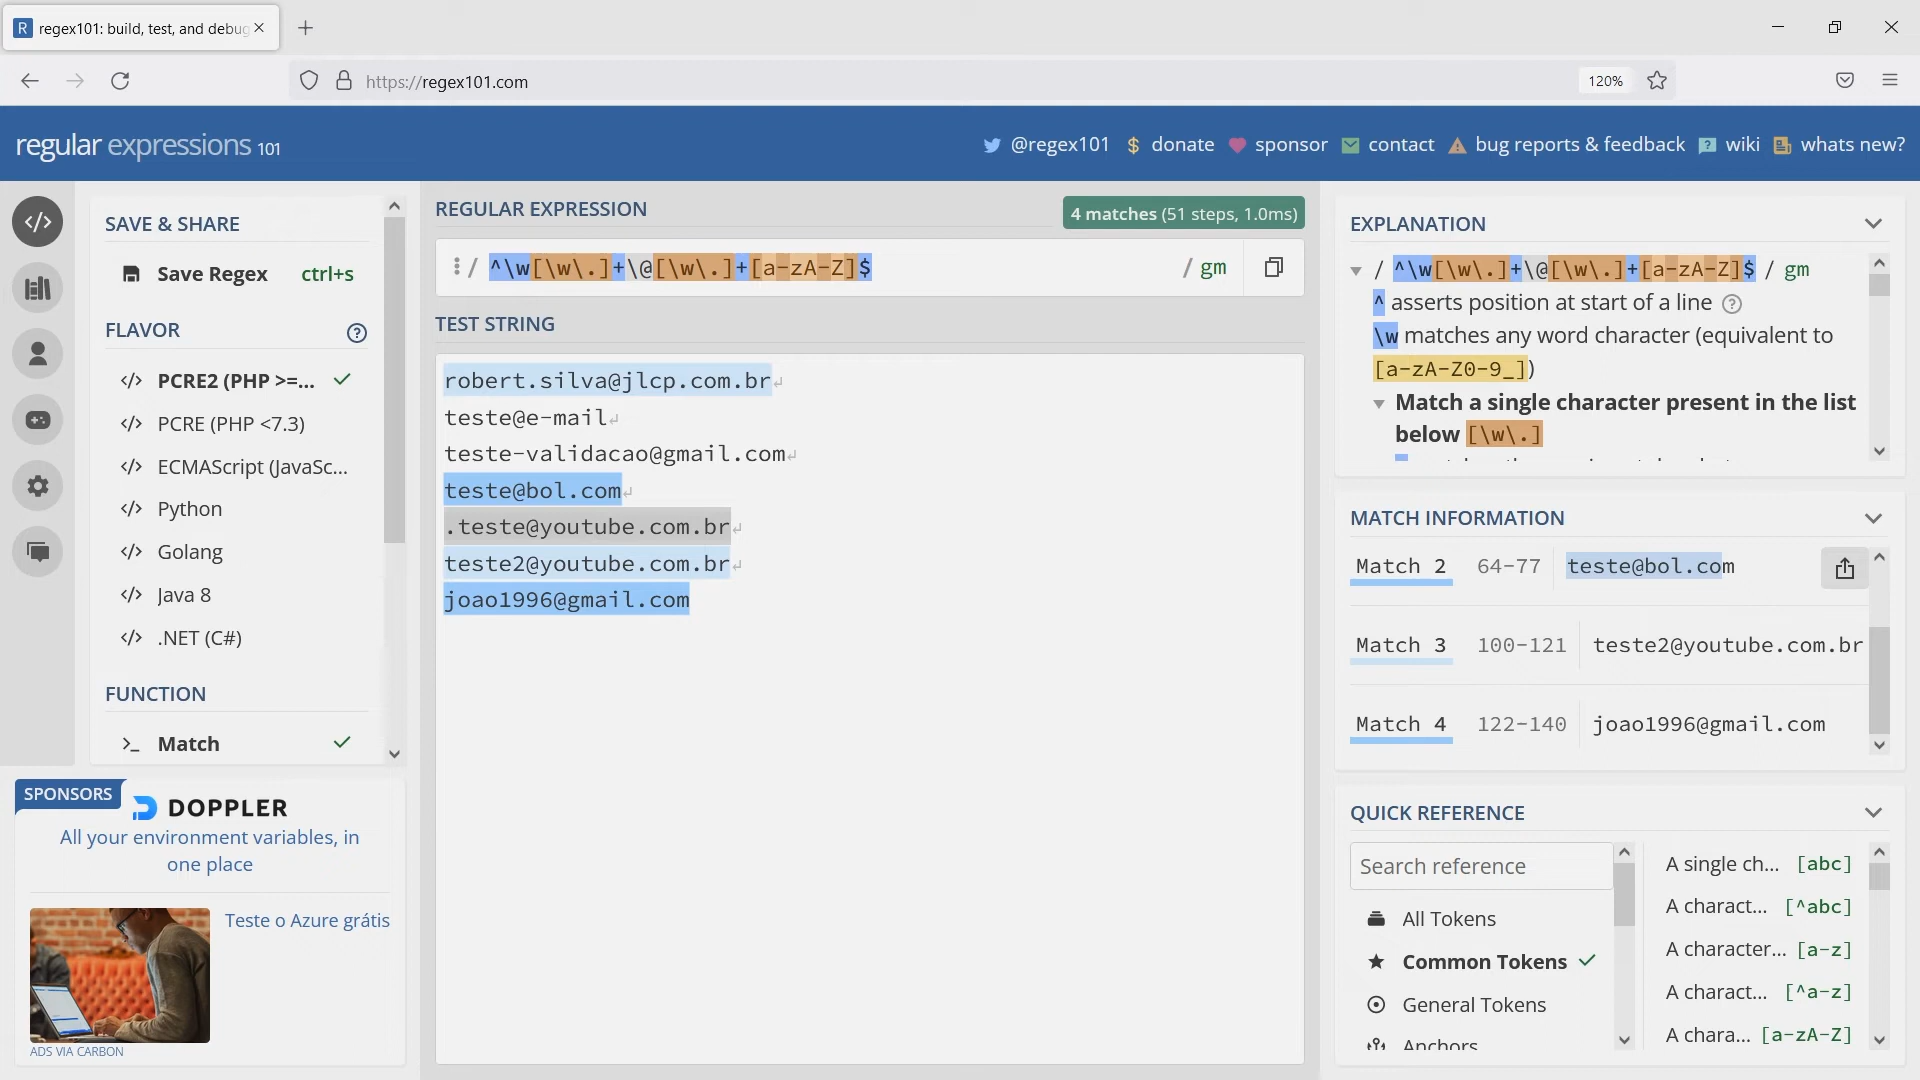 regex101: build, test, and debug
https://regex101.com
120%
regular expressions 101
@regex101
donate
sponsor
contact
bug reports & feedback
wiki
whats new?
SAVE & SHARE
Save Regex ctrl+s
FLAVOR
PCRE2 (PHP >=...
PCRE (PHP <7.3)
ECMAScript (JavaSc...
Python
Golang
Java 8
.NET (C#)
FUNCTION
Match
SPONSORS
DOPPLER
All your environment variables, in
one place
Teste o Azure grátis
ADS VIA CARBON
REGULAR EXPRESSION
4 matches (51 steps, 1.0ms)
/ ^\w[\w\.]+\@[\w\.]+[a-zA-Z]$ / gm
TEST STRING
robert.silva@jlcp.com.br
teste@e-mail
teste-validacao@gmail.com
teste@bol.com
.teste@youtube.com.br
teste2@youtube.com.br
joao1996@gmail.com
EXPLANATION
/ ^\w[\w\.]+\@[\w\.]+[a-zA-Z]$ / gm
^ asserts position at start of a line
\w matches any word character (equivalent to
[a-zA-Z0-9_])
Match a single character present in the list
below [\w\.]
MATCH INFORMATION
Match 2 64-77 teste@bol.com
Match 3 100-121 teste2@youtube.com.br
Match 4 122-140 joao1996@gmail.com
QUICK REFERENCE
Search reference
All Tokens
Common Tokens
General Tokens
Anchors
A single ch... [abc]
A charact... [^abc]
A character... [a-z]
A charact... [^a-z]
A chara... [a-zA-Z]